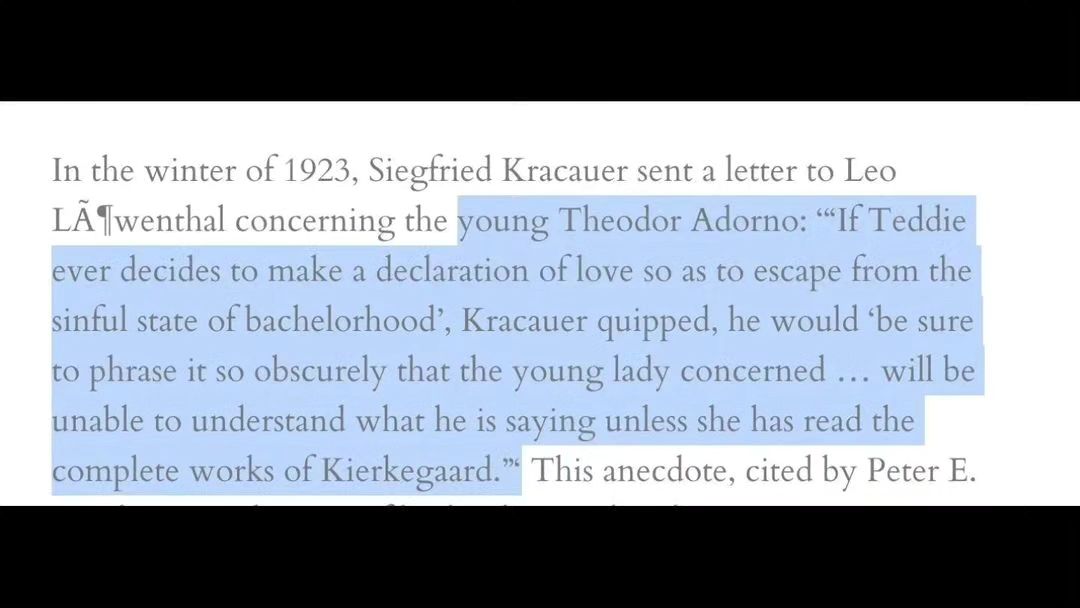 In the winter of 1923, Siegfried Kracauer sent a letter to Leo
LÃ¶wenthal concerning the young Theodor Adorno: “‘If Teddie
ever decides to make a declaration of love so as to escape from the
sinful state of bachelorhood’, Kracauer quipped, he would ‘be sure
to phrase it so obscurely that the young lady concerned … will be
unable to understand what he is saying unless she has read the
complete works of Kierkegaard.”‘ This anecdote, cited by Peter E.